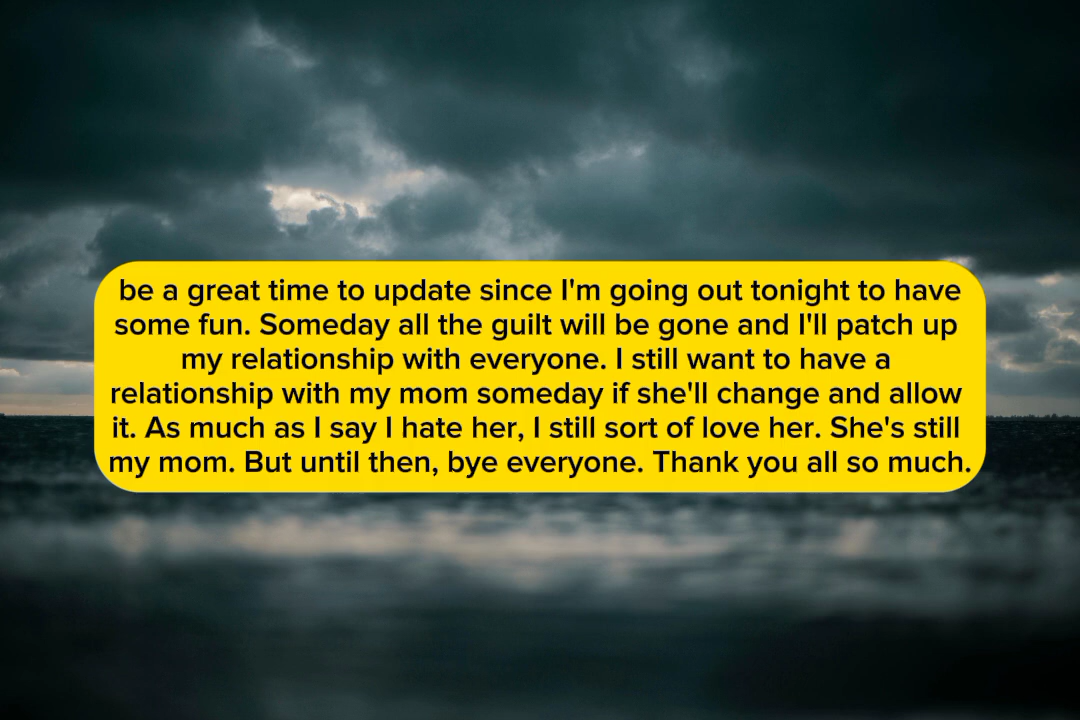 be a great time to update since I'm going out tonight to have
some fun. Someday all the guilt will be gone and I'll patch up
my relationship with everyone. I still want to have a
relationship with my mom someday if she'll change and allow
it. As much as I say I hate her, I still sort of love her. She's still
my mom. But until then, bye everyone. Thank you all so much.